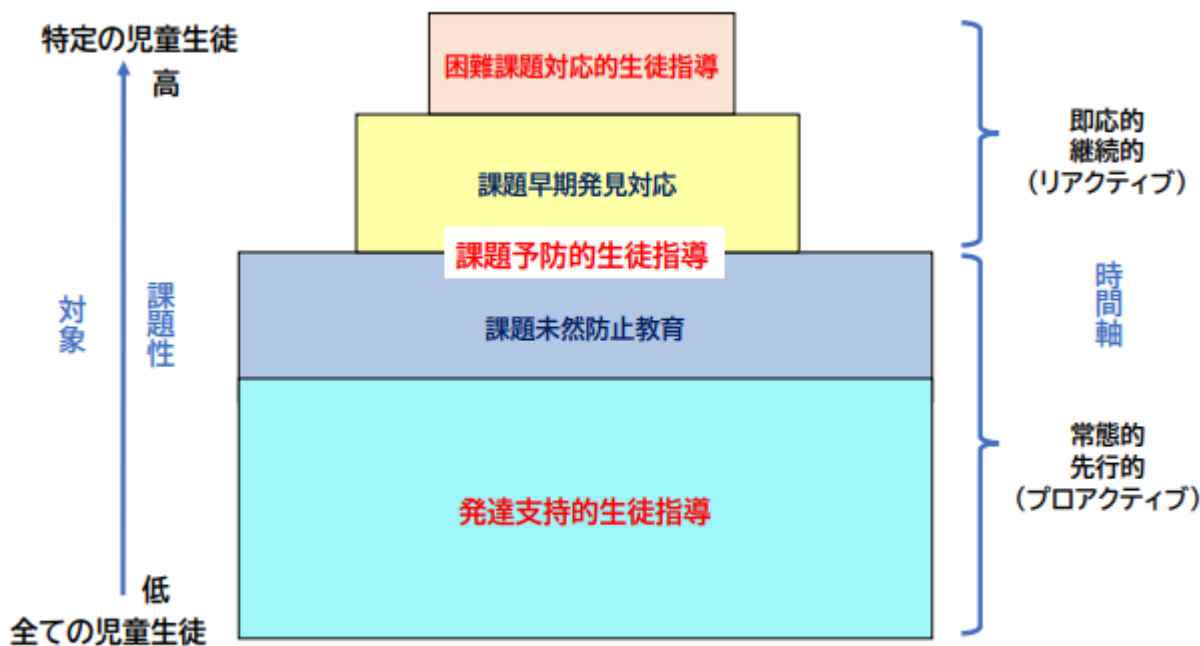 特定の児童生徒
高
困難課題対応的生徒指導
即応的
継続的
（リアクティブ）
課題早期発見対応
課題予防的生徒指導
対象
課題性
時間軸
課題未然防止教育
常態的
先行的
（プロアクティブ）
発達支持的生徒指導
低
全ての児童生徒